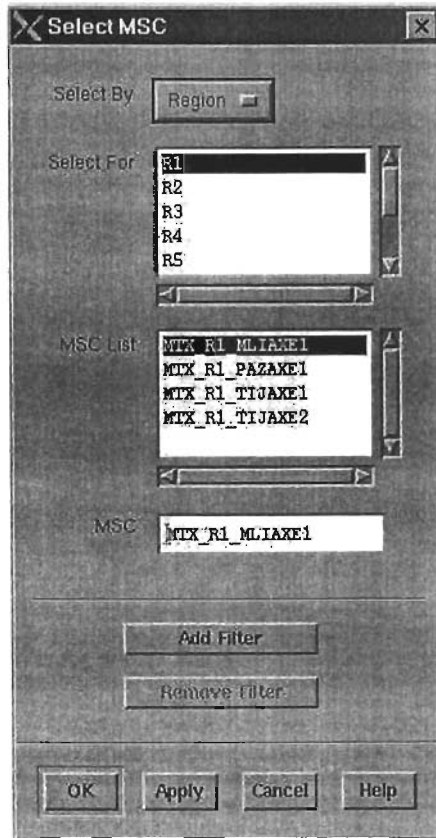 Select MSC
Select By Region
Select For
R1
R2
R3
R4
R5
MSC List
MTX_R1_MLIAXE1
MTX_R1_PAZAXE1
MTX_R1_TIJAXE1
MTX_R1_TIJAXE2
MSC MTX_R1_MLIAXE1
Add Filter
Remove Filter
OK Apply Cancel Help